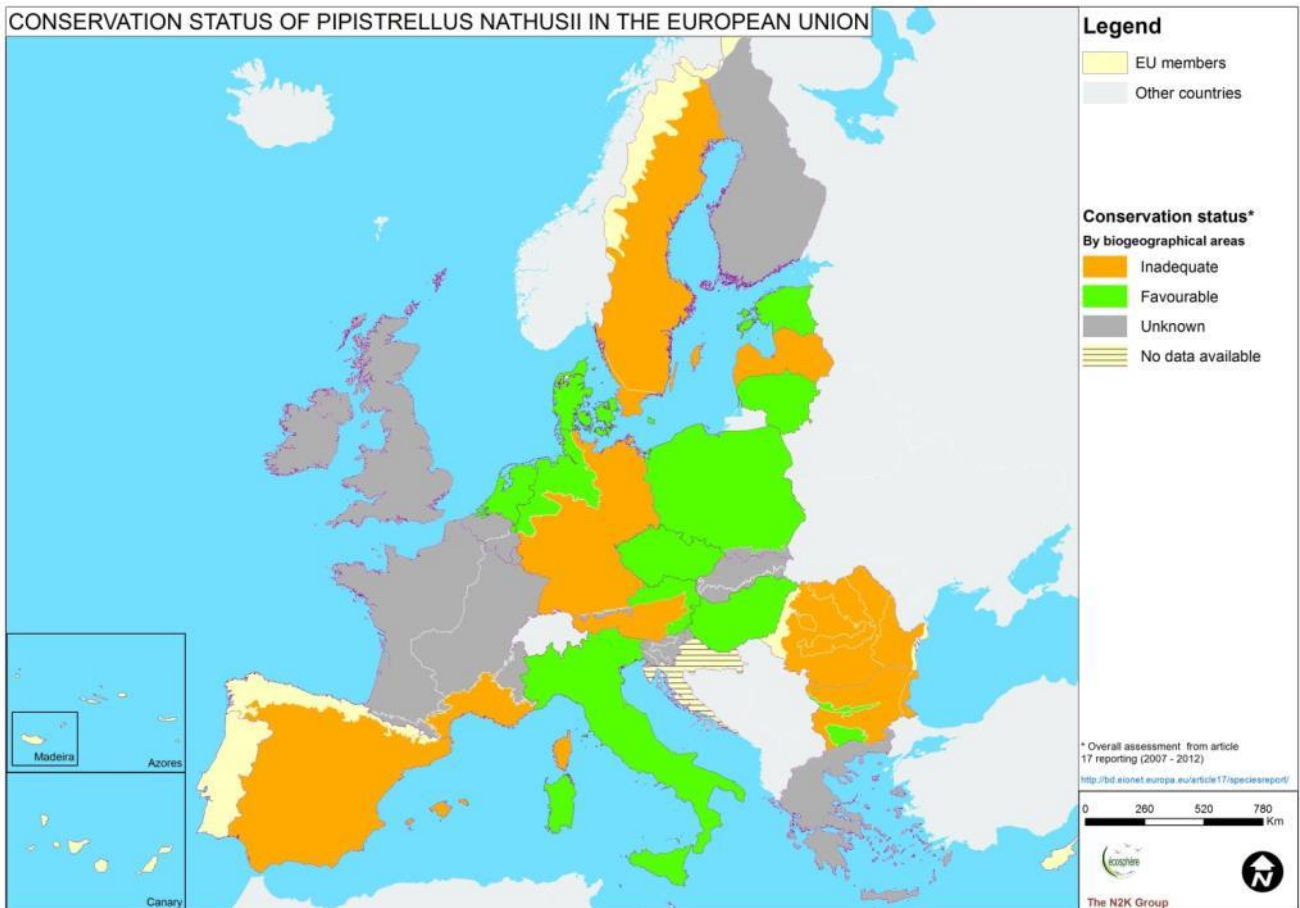 CONSERVATION STATUS OF PIPISTRELLUS NATHUSII IN THE EUROPEAN UNION
Legend
EU members
Other countries
Conservation status*
By biogeographical areas
Inadequate
Favourable
Unknown
No data available
Madeira
Azores
Canary
* Overall assessment from article
17 reporting (2007 - 2012)
http://bd.eionet.europa.eu/article17/speciesreport/
0 260 520 780
Km
écosphère
N
The N2K Group